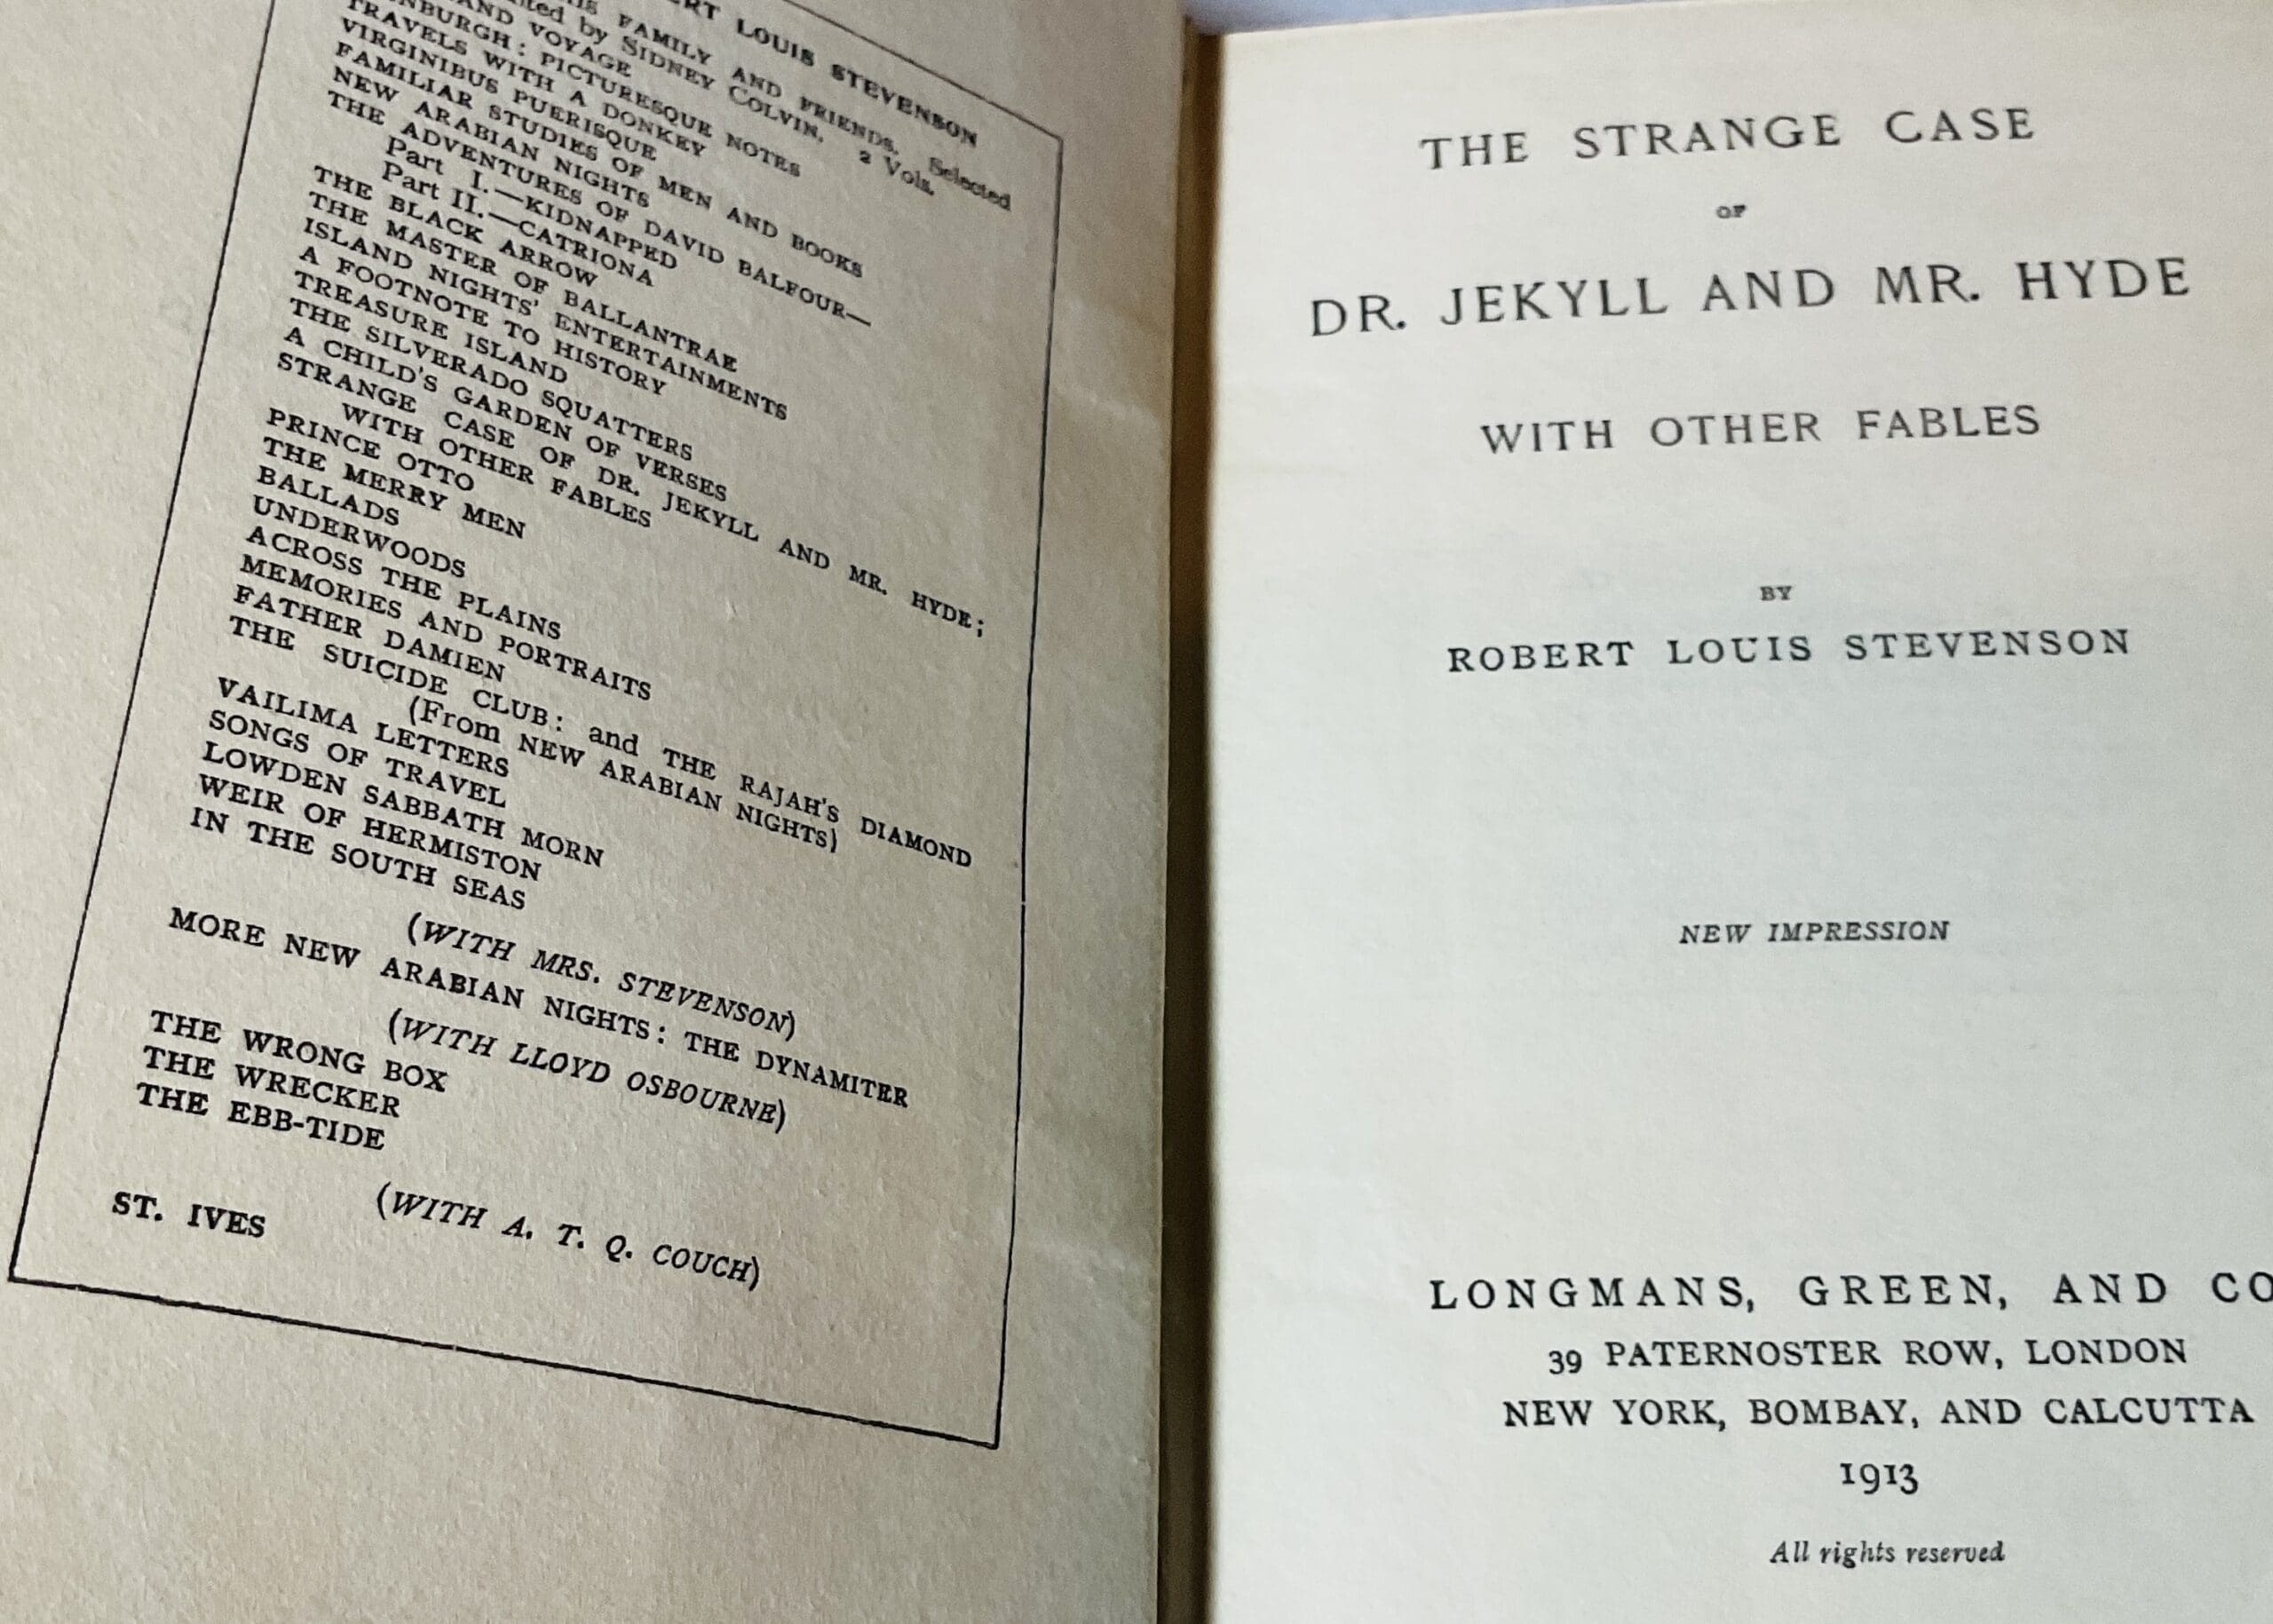 LOUIS STEVENSON
FAMILY AND FRIENDS. Selected
by SIDNEY COLVIN. 2 Vols.
VOYAGE
: PICTURESQUE NOTES
TRAVELS WITH A DONKEY
VIRGINIBUS PUERISQUE
FAMILIAR STUDIES OF MEN AND BOOKS
NEW ARABIAN NIGHTS
THE ADVENTURES OF DAVID BALFOUR—
Part I.—KIDNAPPED
Part II.—CATRIONA
THE BLACK ARROW
THE MASTER OF BALLANTRAE
ISLAND NIGHTS' ENTERTAINMENTS
A FOOTNOTE TO HISTORY
TREASURE ISLAND
THE SILVERADO SQUATTERS
A CHILD'S GARDEN OF VERSES
STRANGE CASE OF DR. JEKYLL AND MR. HYDE;
WITH OTHER FABLES
PRINCE OTTO
THE MERRY MEN
BALLADS
UNDERWOODS
ACROSS THE PLAINS
MEMORIES AND PORTRAITS
FATHER DAMIEN
THE SUICIDE CLUB: and THE RAJAH'S DIAMOND
(From NEW ARABIAN NIGHTS)
VAILIMA LETTERS
SONGS OF TRAVEL
LOWDEN SABBATH MORN
WEIR OF HERMISTON
IN THE SOUTH SEAS
(WITH MRS. STEVENSON)
MORE NEW ARABIAN NIGHTS: THE DYNAMITER
(WITH LLOYD OSBOURNE)
THE WRONG BOX
THE WRECKER
THE EBB-TIDE
(WITH A. T. Q. COUCH)
ST. IVES
THE STRANGE CASE
OF
DR. JEKYLL AND MR. HYDE
WITH OTHER FABLES
BY
ROBERT LOUIS STEVENSON
NEW IMPRESSION
LONGMANS, GREEN, AND CO
39 PATERNOSTER ROW, LONDON
NEW YORK, BOMBAY, AND CALCUTTA
1913
All rights reserved